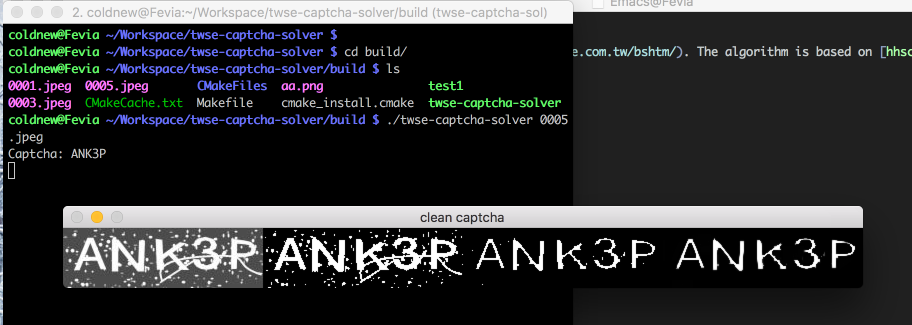 Emacs@Fevia
2. coldnew@Fevia:~/Workspace/twse-captcha-solver/build (twse-captcha-sol)
coldnew@Fevia ~/Workspace/twse-captcha-solver $
coldnew@Fevia ~/Workspace/twse-captcha-solver $ cd build/
e.com.tw/bshtm/). The algorithm is based on [hhsc
coldnew@Fevia ~/Workspace/twse-captcha-solver/build $ ls
0001.jpeg 0005.jpeg CMakeFiles aa.png test1
0003.jpeg CMakeCache.txt Makefile cmake_install.cmake twse-captcha-solver
coldnew@Fevia ~/Workspace/twse-captcha-solver/build $ ./twse-captcha-solver 0005
.jpeg
Captcha: ANK3P
clean captcha
ANK3P ANK3P ANK3P ANK3P